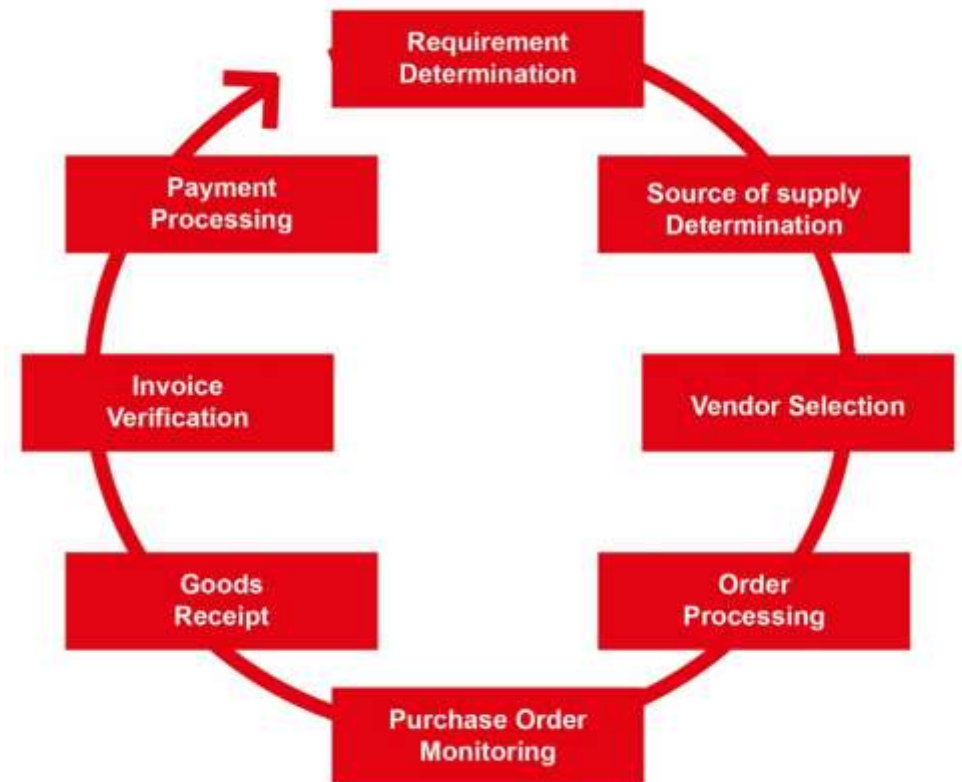 Requirement
Determination
Source of supply
Determination
Vendor Selection
Order
Processing
Purchase Order
Monitoring
Goods
Receipt
Invoice
Verification
Payment
Processing